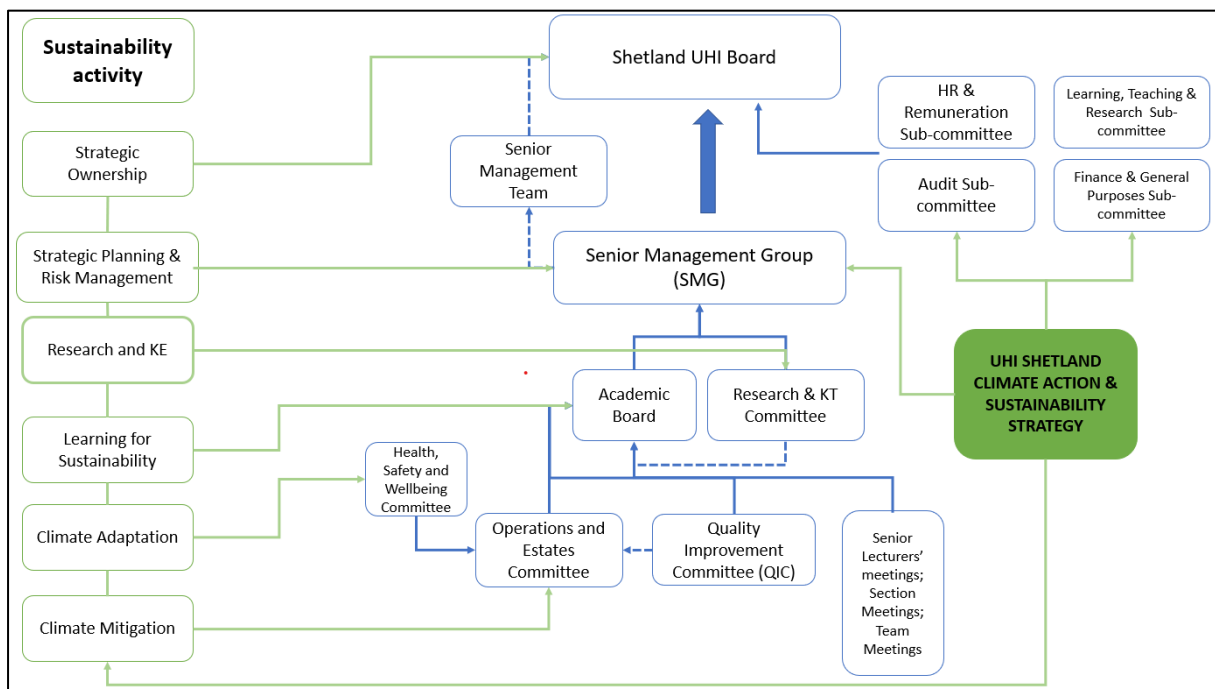 Sustainability
activity
Strategic
Ownership
Strategic Planning &
Risk Management
Research and KE
Learning for
Sustainability
Climate Adaptation
Climate Mitigation
Shetland UHI Board
Senior
Management
Team
Senior Management Group
(SMG)
Academic
Board
Research & KT
Committee
Health,
Safety and
Wellbeing
Committee
Operations and
Estates
Committee
Quality
Improvement
Committee (QIC)
Senior
Lecturers'
meetings;
Section
Meetings;
Team
Meetings
HR &
Remuneration
Sub-committee
Learning, Teaching &
Research Sub-
committee
Audit Sub-
committee
Finance & General
Purposes Sub-
committee
UHI SHETLAND
CLIMATE ACTION &
SUSTAINABILITY
STRATEGY